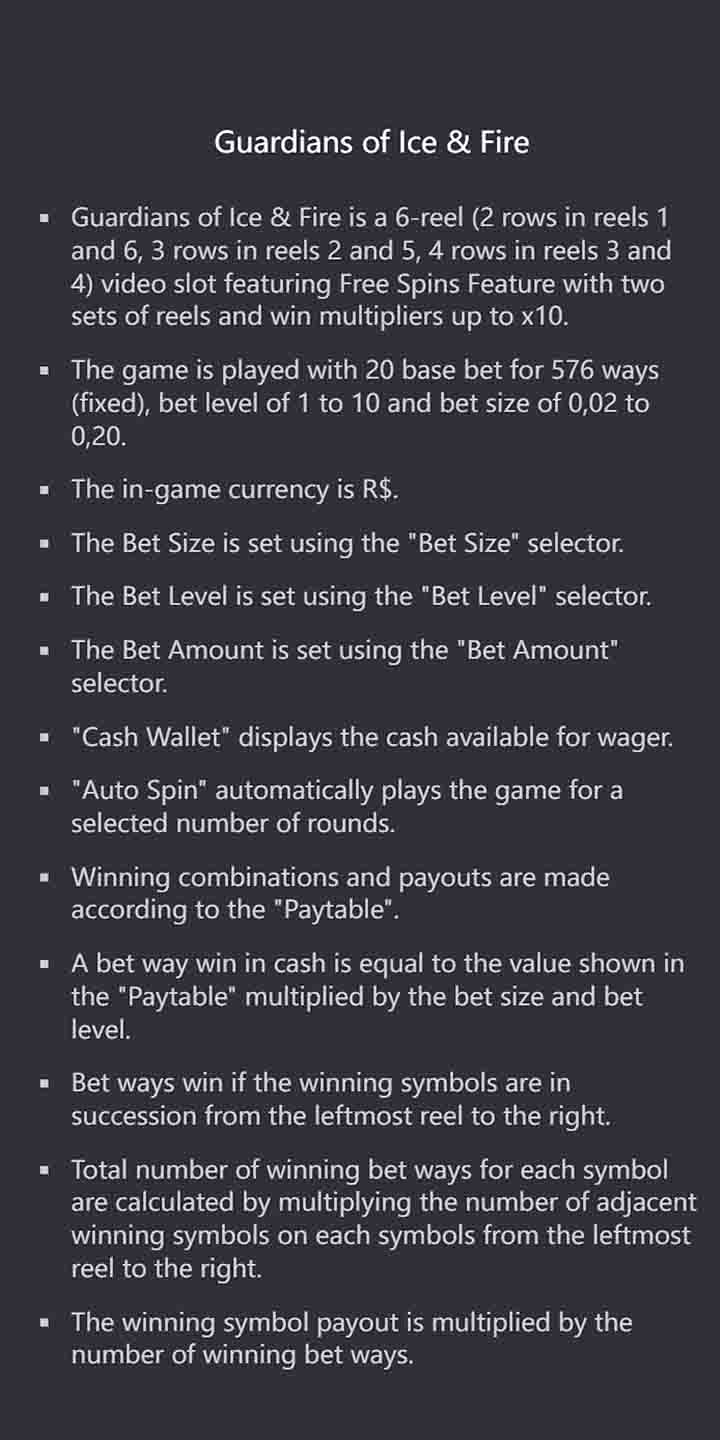 Guardians of Ice & Fire
▪ Guardians of Ice & Fire is a 6-reel (2 rows in reels 1
and 6, 3 rows in reels 2 and 5, 4 rows in reels 3 and
4) video slot featuring Free Spins Feature with two
sets of reels and win multipliers up to x10.
▪ The game is played with 20 base bet for 576 ways
(fixed), bet level of 1 to 10 and bet size of 0,02 to
0,20.
▪ The in-game currency is R$.
▪ The Bet Size is set using the "Bet Size" selector.
▪ The Bet Level is set using the "Bet Level" selector.
▪ The Bet Amount is set using the "Bet Amount"
selector.
▪ "Cash Wallet" displays the cash available for wager.
▪ "Auto Spin" automatically plays the game for a
selected number of rounds.
▪ Winning combinations and payouts are made
according to the "Paytable".
▪ A bet way win in cash is equal to the value shown in
the "Paytable" multiplied by the bet size and bet
level.
▪ Bet ways win if the winning symbols are in
succession from the leftmost reel to the right.
▪ Total number of winning bet ways for each symbol
are calculated by multiplying the number of adjacent
winning symbols on each symbols from the leftmost
reel to the right.
▪ The winning symbol payout is multiplied by the
number of winning bet ways.